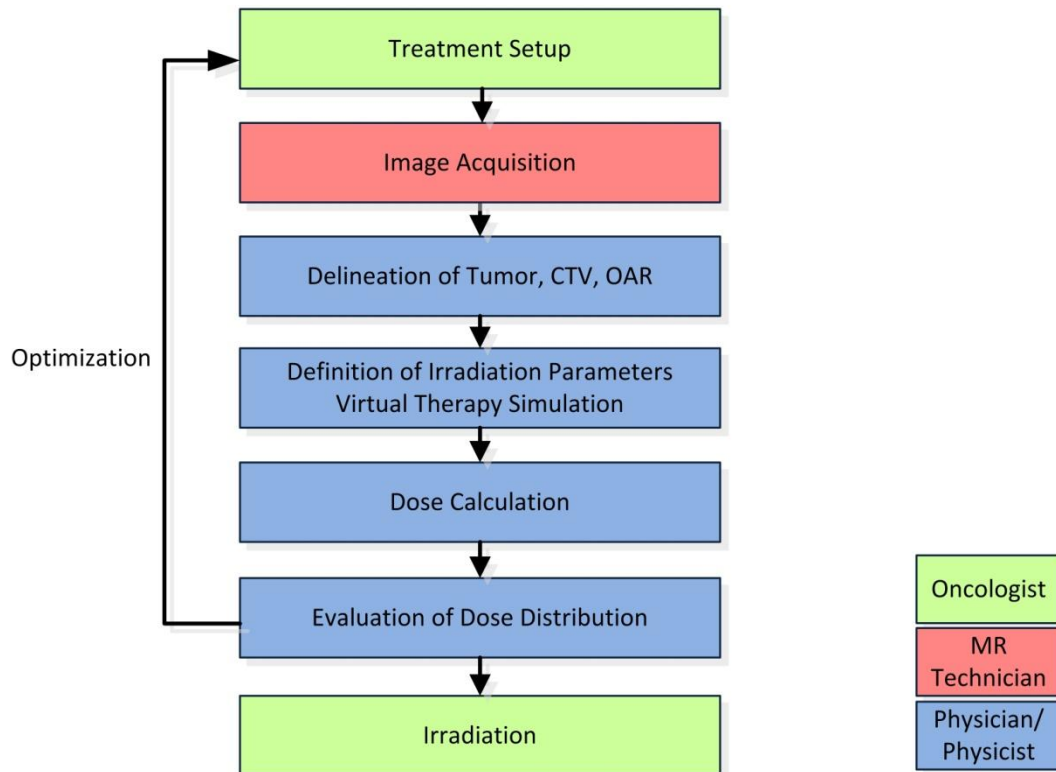 Treatment Setup
Image Acquisition
Delineation of Tumor, CTV, OAR
Optimization
Definition of Irradiation Parameters
Virtual Therapy Simulation
Dose Calculation
Evaluation of Dose Distribution
Irradiation
Oncologist
MR
Technician
Physician/
Physicist